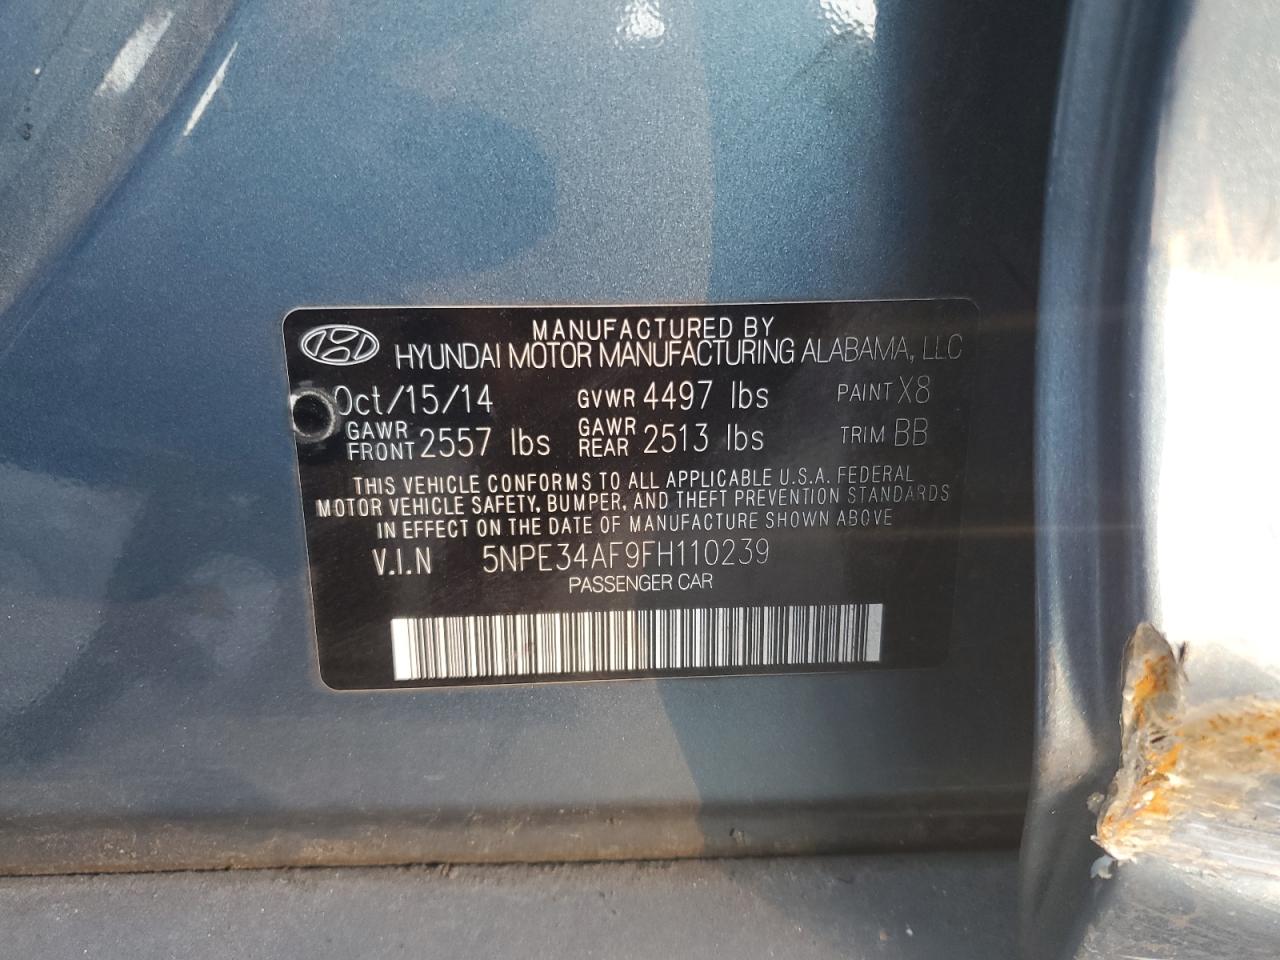 MANUFACTURED BY
HYUNDAI MOTOR MANUFACTURING ALABAMA, LLC
Oct/15/14 GVWR 4497 lbs PAINT X8
GAWR FRONT 2557 lbs GAWR REAR 2513 lbs TRIM BB
THIS VEHICLE CONFORMS TO ALL APPLICABLE U.S.A. FEDERAL
MOTOR VEHICLE SAFETY, BUMPER, AND THEFT PREVENTION STANDARDS
IN EFFECT ON THE DATE OF MANUFACTURE SHOWN ABOVE
V.I.N 5NPE34AF9FH110239
PASSENGER CAR